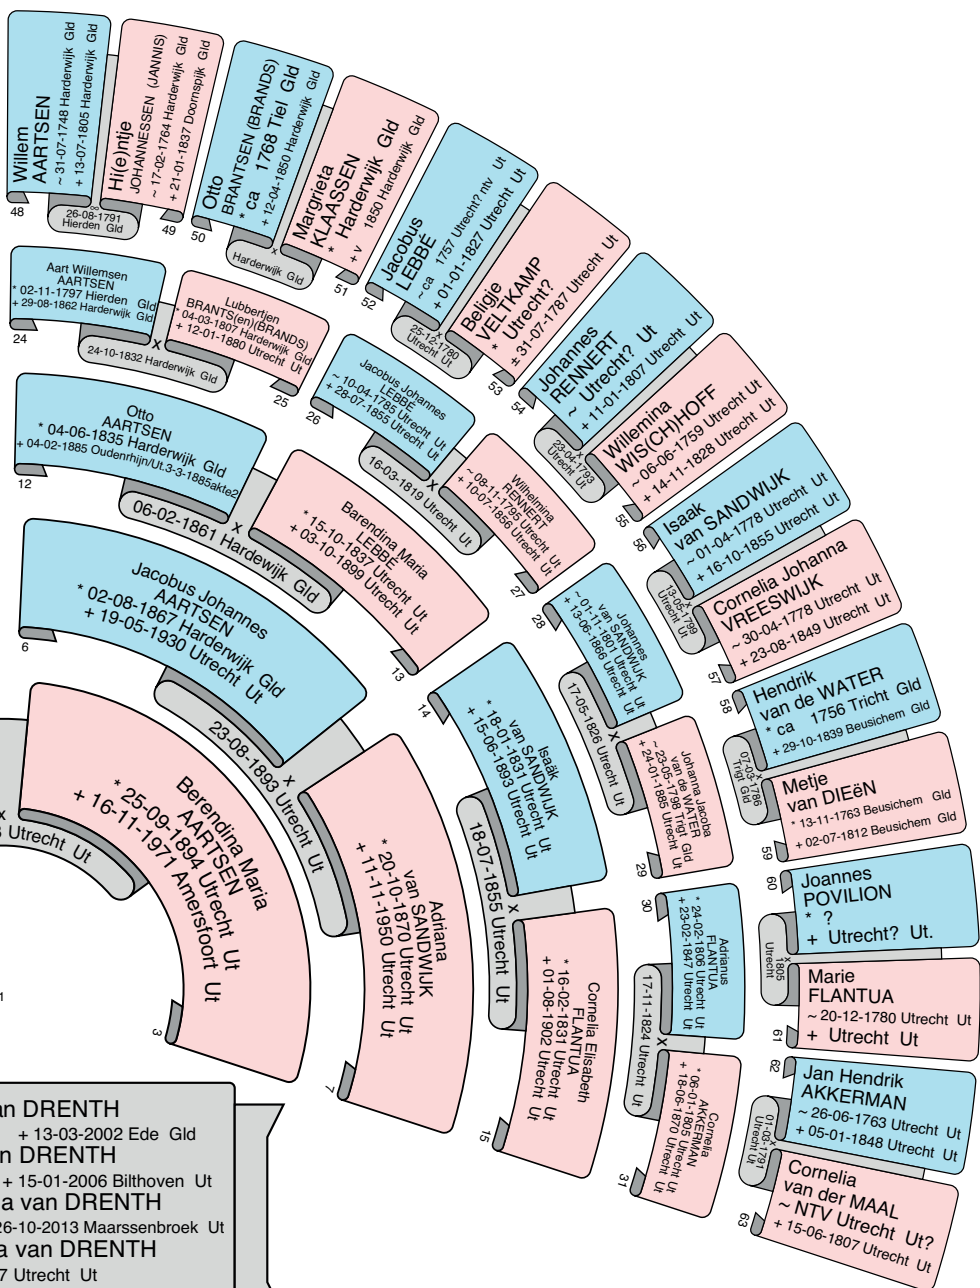 Willem
AARTSEN
~ 31-07-1748 Harderwijk Gld
+ 13-07-1805 Harderwijk Gld
48
∞
26-08-1791
Hierden Gld
Hi(e)ntje
JOHANNESSEN (JANNIS)
~ 17-02-1764 Harderwijk Gld
+ 21-01-1837 Doornspijk Gld
49
Otto
BRANTSEN (BRANDS)
* ca 1768 Tiel Gld
+ 12-04-1850 Harderwijk Gld
50
x
Harderwijk Gld
Margrieta
KLAASSEN
* Harderwijk Gld
+ v 1850 Harderwijk Gld
51
Jacobus
LEBBÉ
~ ca 1757 Utrecht? ntv Ut
+ 01-01-1827 Utrecht Ut
52
x
25-12-1780
Utrecht Ut
Beligje
VELTKAMP
* Utrecht?
± 31-07-1787 Utrecht Ut
53
Johannes
RENNERT
~ Utrecht? Ut
+ 11-01-1807 Utrecht Ut
54
x
23-04-1793
Utrecht Ut
Willemina
WIS(CH)HOFF
~ 06-06-1759 Utrecht Ut
+ 14-11-1828 Utrecht Ut
55
Isaäk
van SANDWIJK
~ 01-04-1778 Utrecht Ut
+ 16-10-1855 Utrecht Ut
56
x
13-05-1799
Utrecht Ut
Cornelia Johanna
VREESWIJK
~ 30-04-1778 Utrecht Ut
+ 23-08-1849 Utrecht Ut
57
Hendrik
van de WATER
* ca 1756 Tricht Gld
+ 29-10-1839 Beusichem Gld
58
x
07-03-1786
Trigt Gld
Metje
van DIEëN
* 13-11-1763 Beusichem Gld
+ 02-07-1812 Beusichem Gld
59
Joannes
POVILION
* ?
+ Utrecht? Ut.
60
x
1805
Utrecht
Marie
FLANTUA
~ 20-12-1780 Utrecht Ut
+ Utrecht Ut
61
Jan Hendrik
AKKERMAN
~ 26-06-1763 Utrecht Ut
+ 05-01-1848 Utrecht Ut
62
x
01-03-1791
Utrecht Ut
Cornelia
van der MAAL
~ NTV Utrecht Ut?
+ 15-06-1807 Utrecht Ut
63
Aart Willemsen
AARTSEN
* 02-11-1797 Hierden Gld
+ 29-08-1862 Harderwijk Gld
24
x
24-10-1832 Harderwijk Gld
Lubbertjen
BRANTS(en)(BRANDS)
* 04-03-1807 Harderwijk Gld
+ 12-01-1880 Utrecht Ut
25
Jacobus Johannes
LEBBÉ
~ 10-04-1785 Utrecht Ut
+ 28-07-1855 Utrecht Ut
26
x
16-03-1819 Utrecht Ut
Wilhelmina
RENNERT
~ 08-11-1795 Utrecht Ut
+ 10-07-1856 Utrecht Ut
27
Johannes
van SANDWIJK
~ 01-11-1801 Utrecht Ut
+ 13-06-1866 Utrecht Ut
28
x
17-05-1826 Utrecht Ut
Johanna Jacoba
van de WATER
~ 23-05-1798 Trigt Gld
+ 24-01-1885 Utrecht Ut
29
Adrianus
FLANTUA
* 24-02-1806 Utrecht Ut
+ 23-02-1847 Utrecht Ut
30
x
17-11-1824 Utrecht Ut
Cornelia
AKKERMAN
* 06-01-1805 Utrecht Ut
+ 18-06-1870 Utrecht Ut
31
Otto
AARTSEN
* 04-06-1835 Harderwijk Gld
+ 04-02-1885 Oudenrhijn/Ut.3-3-1885akte2
12
x
06-02-1861 Hardewijk Gld
Barendina Maria
LEBBE
* 15-10-1837 Utrecht Ut
+ 03-10-1899 Utrecht Ut
13
Isaäk
van SANDWIJK
* 18-01-1831 Utrecht Ut
+ 15-06-1893 Utrecht Ut
14
x
18-07-1855 Utrecht Ut
Cornelia Elisabeth
FLANTUA
* 16-02-1831 Utrecht Ut
+ 01-08-1902 Utrecht Ut
15
Jacobus Johannes
AARTSEN
* 02-08-1867 Harderwijk Gld
+ 19-05-1930 Utrecht Ut
6
x
23-08-1893 Utrecht Ut
Adriana
van SANDWIJK
* 20-10-1870 Utrecht Ut
+ 11-11-1950 Utrecht Ut
7
x
Utrecht Ut
Berendina Maria
AARTSEN
* 25-09-1894 Utrecht Ut
+ 16-11-1971 Amersfoort Ut
3
1
an DRENTH
+ 13-03-2002 Ede Gld
n DRENTH
+ 15-01-2006 Bilthoven Ut
a van DRENTH
26-10-2013 Maarssenbroek Ut
a van DRENTH
7 Utrecht Ut